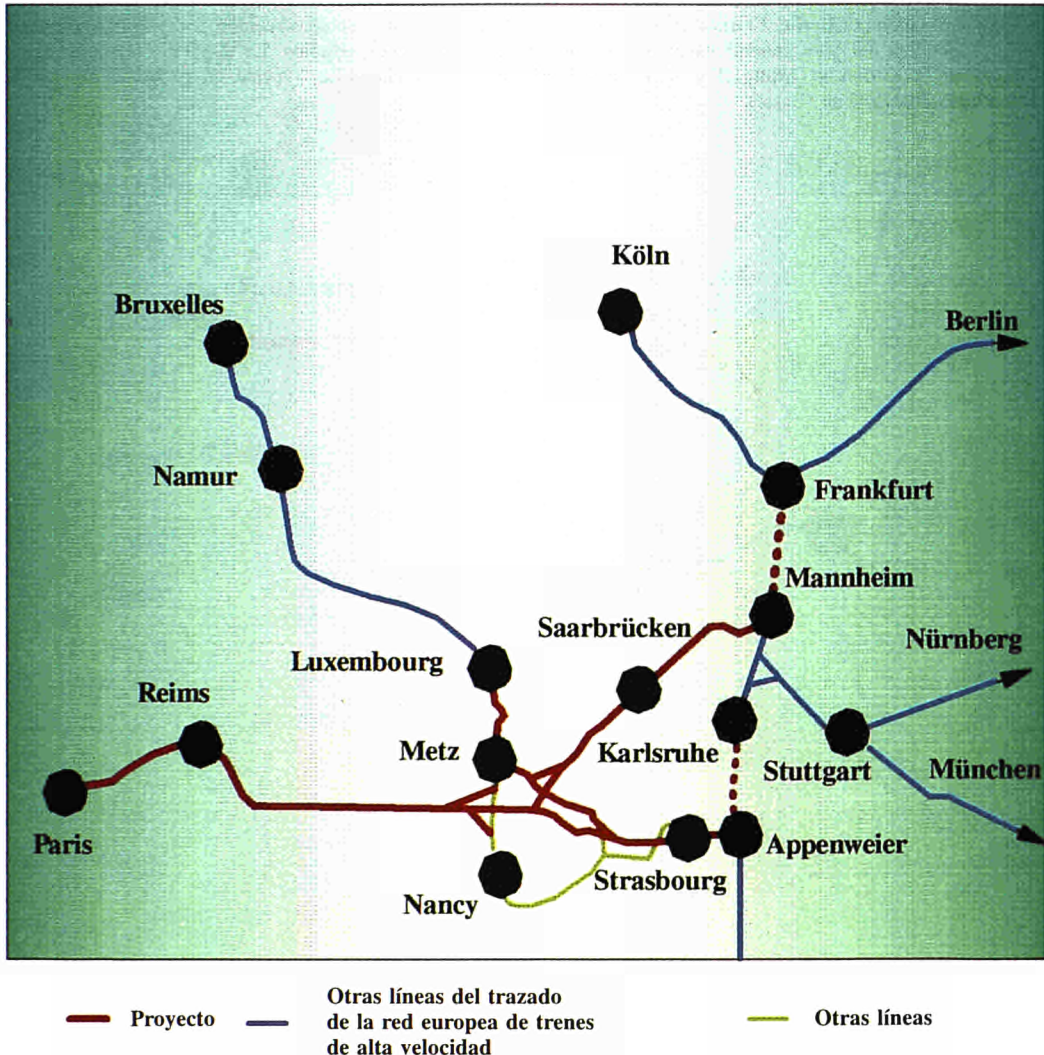 Köln
Bruxelles
Berlin
Namur
Frankfurt
Mannheim
Saarbrücken
Nürnberg
Luxembourg
Reims
Metz
Karlsruhe
Stuttgart
München
Paris
Appenweier
Strasbourg
Nancy
Proyecto
Otras líneas del trazado
de la red europea de trenes
de alta velocidad
Otras líneas